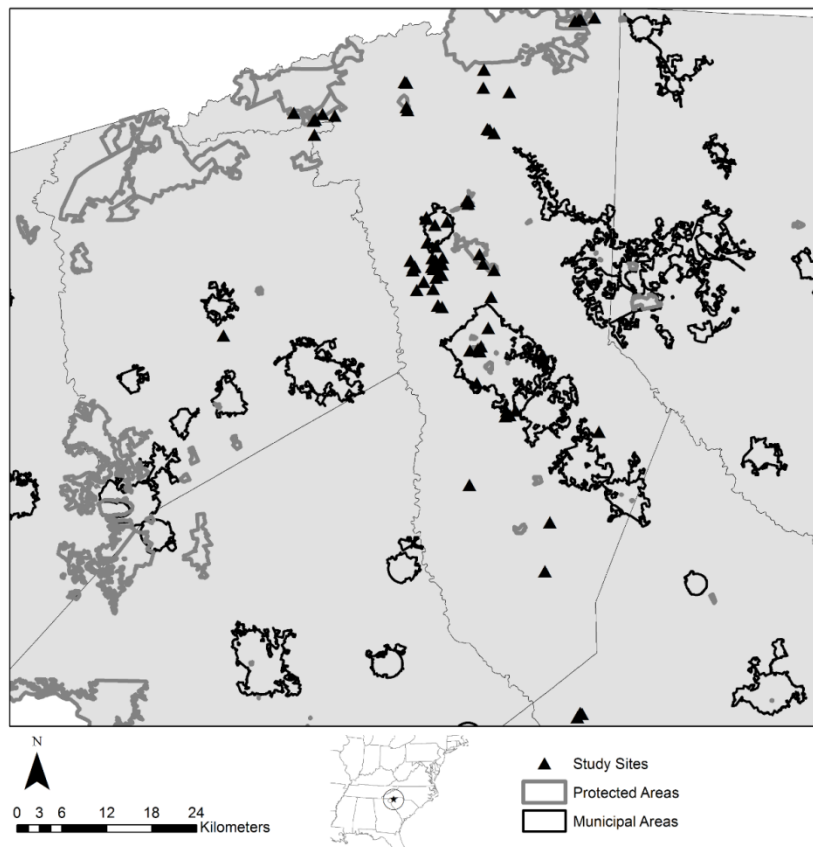 N
0 3 6 12 18 24
Kilometers
Study Sites
Protected Areas
Municipal Areas